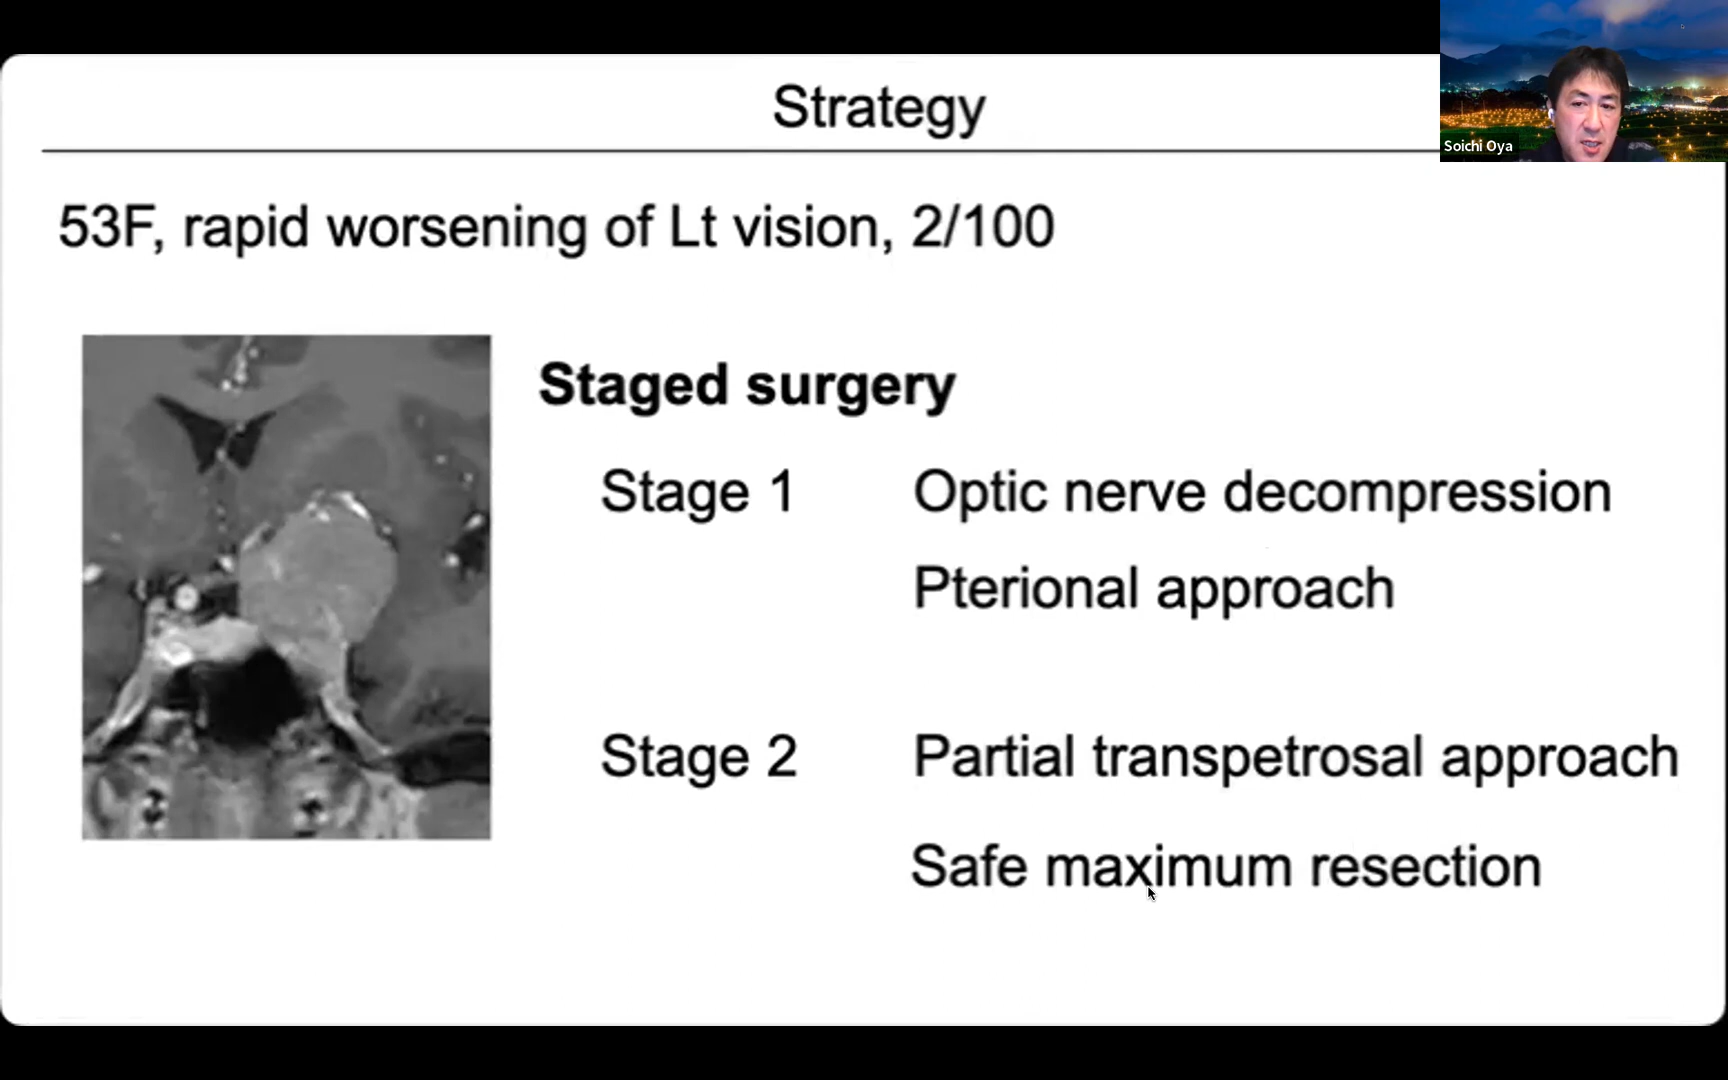 Strategy
Soichi Oya
53F, rapid worsening of Lt vision, 2/100
Staged surgery
Stage 1 Optic nerve decompression
Pterional approach
Stage 2 Partial transpetrosal approach
Safe maximum resection